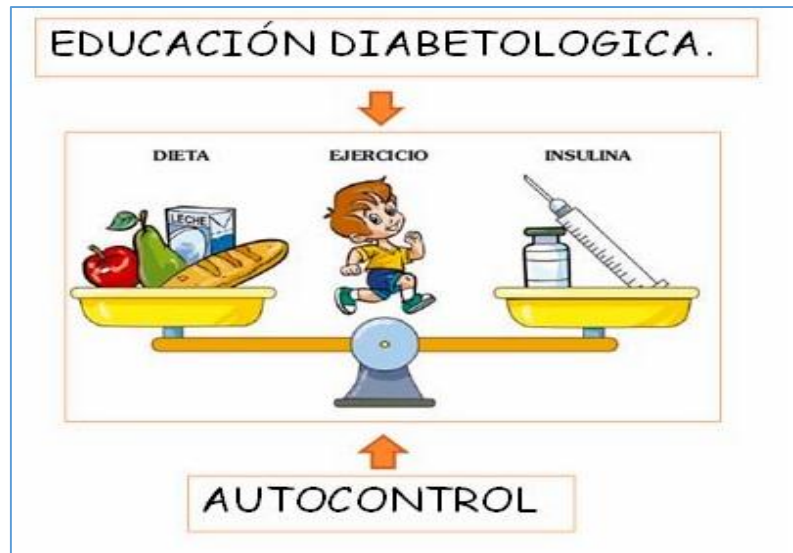 EDUCACIÓN DIABETOLOGICA.
DIETA EJERCICIO INSULINA
LECHE
AUTOCONTROL